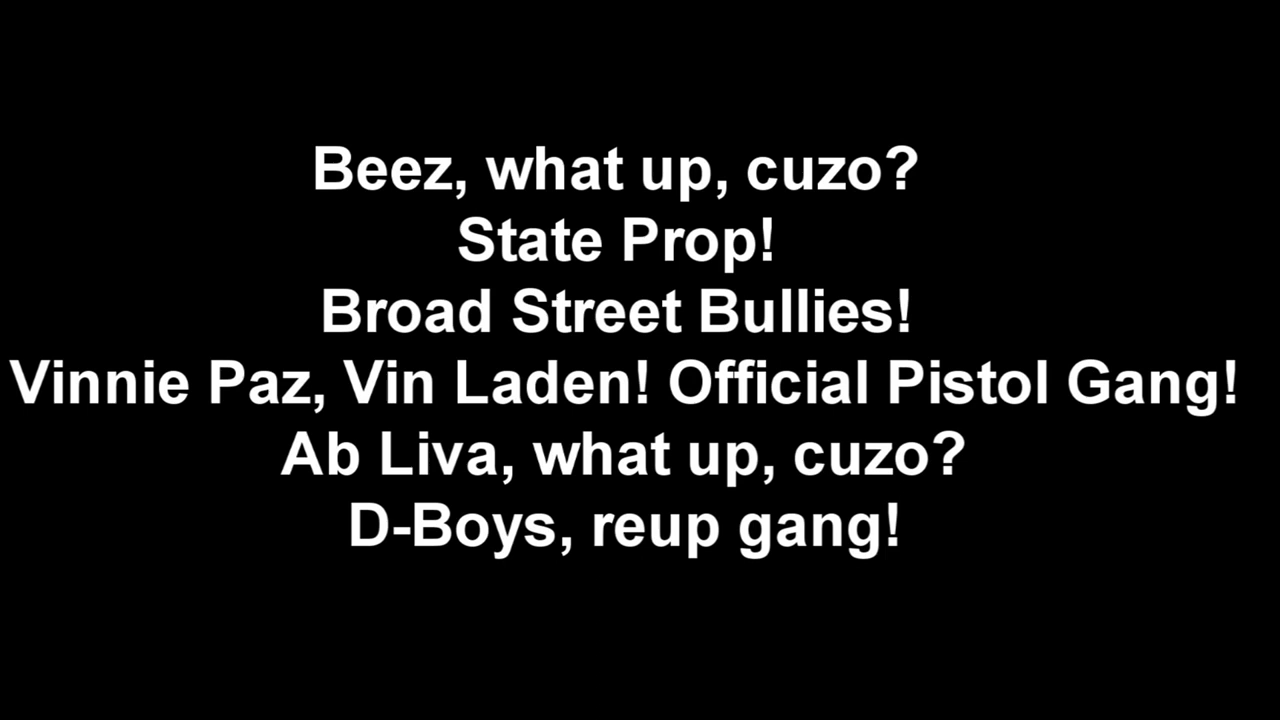 Beez, what up, cuzo?
State Prop!
Broad Street Bullies!
Vinnie Paz, Vin Laden! Official Pistol Gang!
Ab Liva, what up, cuzo?
D-Boys, reup gang!